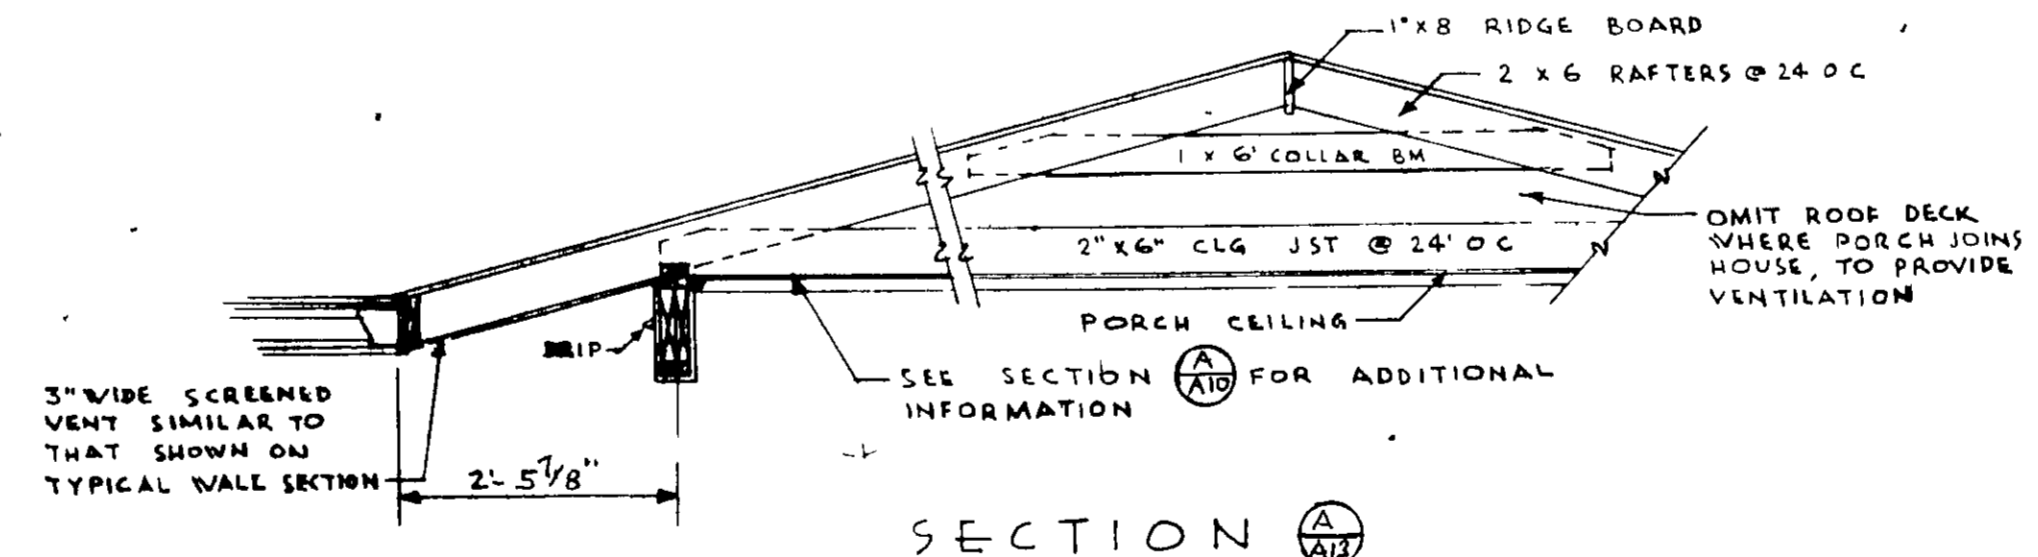 1"x8 RIDGE BOARD
2 x 6 RAFTERS @ 24 O C
1 x 6' COLLAR BM
OMIT ROOF DECK
WHERE PORCH JOINS
HOUSE, TO PROVIDE
VENTILATION
2"x6" CLG JST @ 24' O C
PORCH CEILING
DRIP
SEE SECTION A/A10 FOR ADDITIONAL
INFORMATION
3" WIDE SCREENED
VENT SIMILAR TO
THAT SHOWN ON
TYPICAL WALL SECTION
2'- 5 7/8"
SECTION A/A13